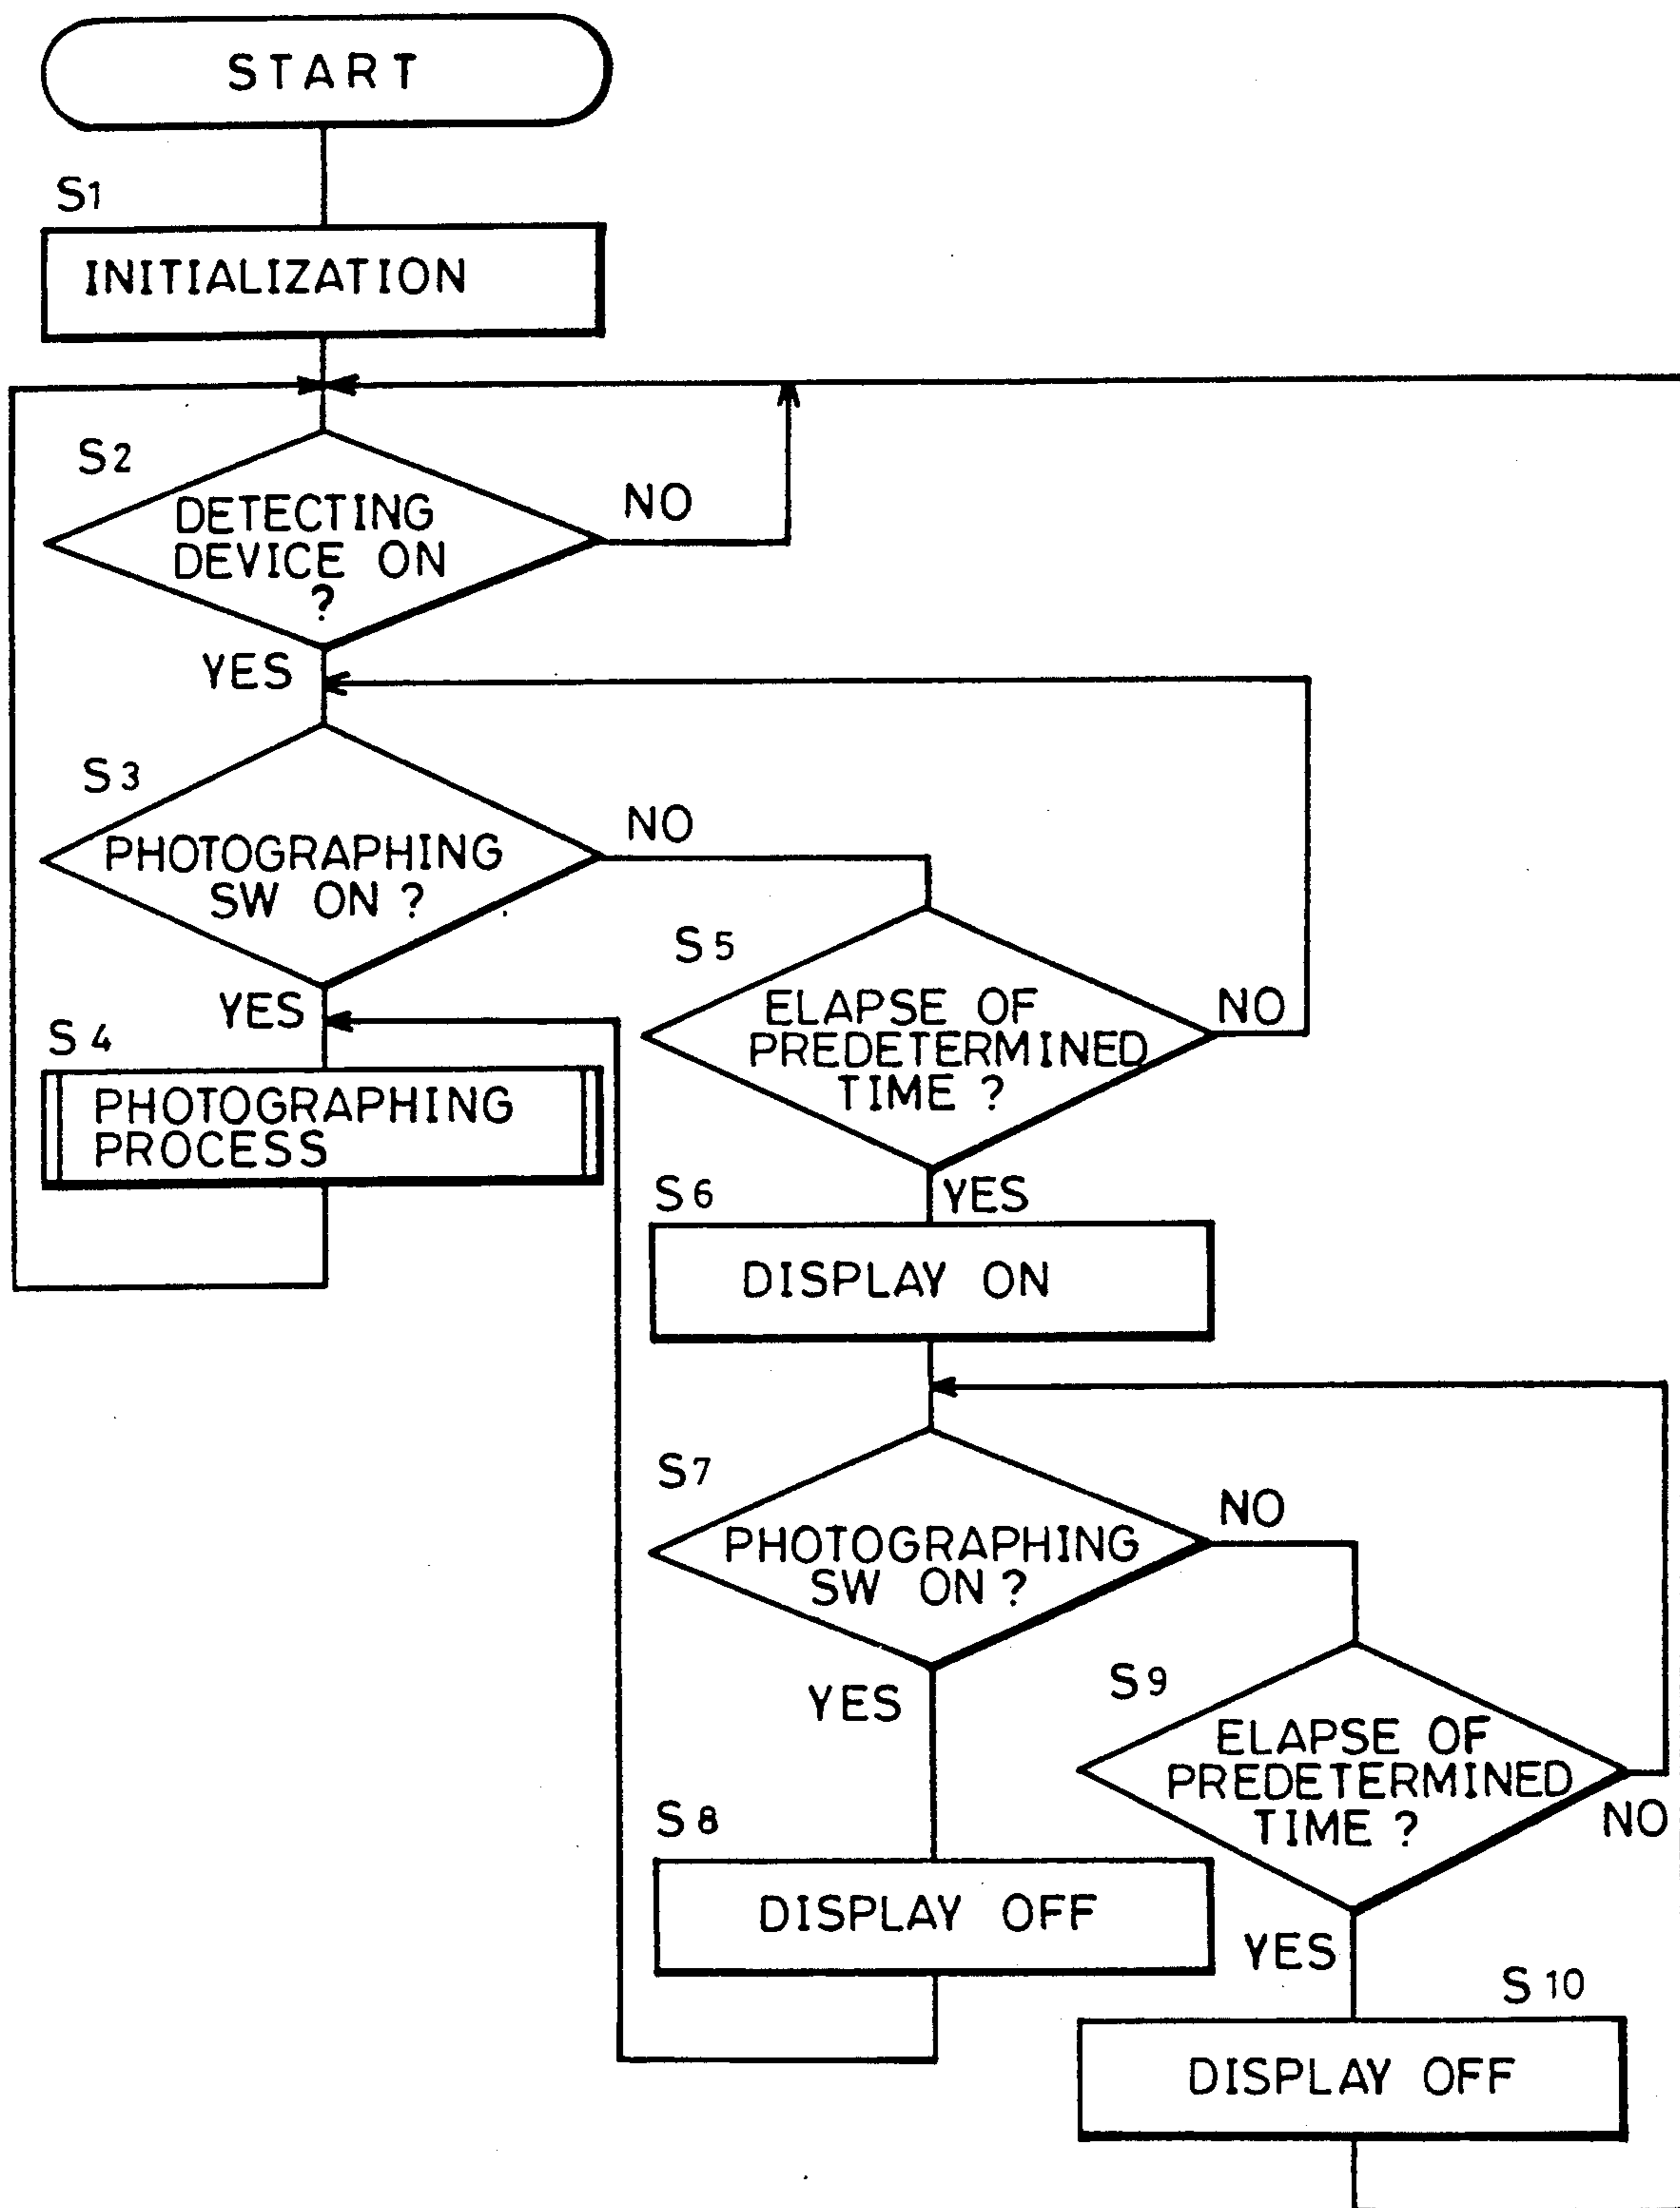 START
S1
INITIALIZATION
S2
DETECTING
DEVICE ON
?
NO
YES
S3
PHOTOGRAPHING
SW ON ?
NO
YES
S4
PHOTOGRAPHING
PROCESS
S5
ELAPSE OF
PREDETERMINED
TIME ?
NO
YES
S6
DISPLAY ON
S7
PHOTOGRAPHING
SW ON ?
NO
YES
S8
DISPLAY OFF
S9
ELAPSE OF
PREDETERMINED
TIME ?
NO
YES
S10
DISPLAY OFF